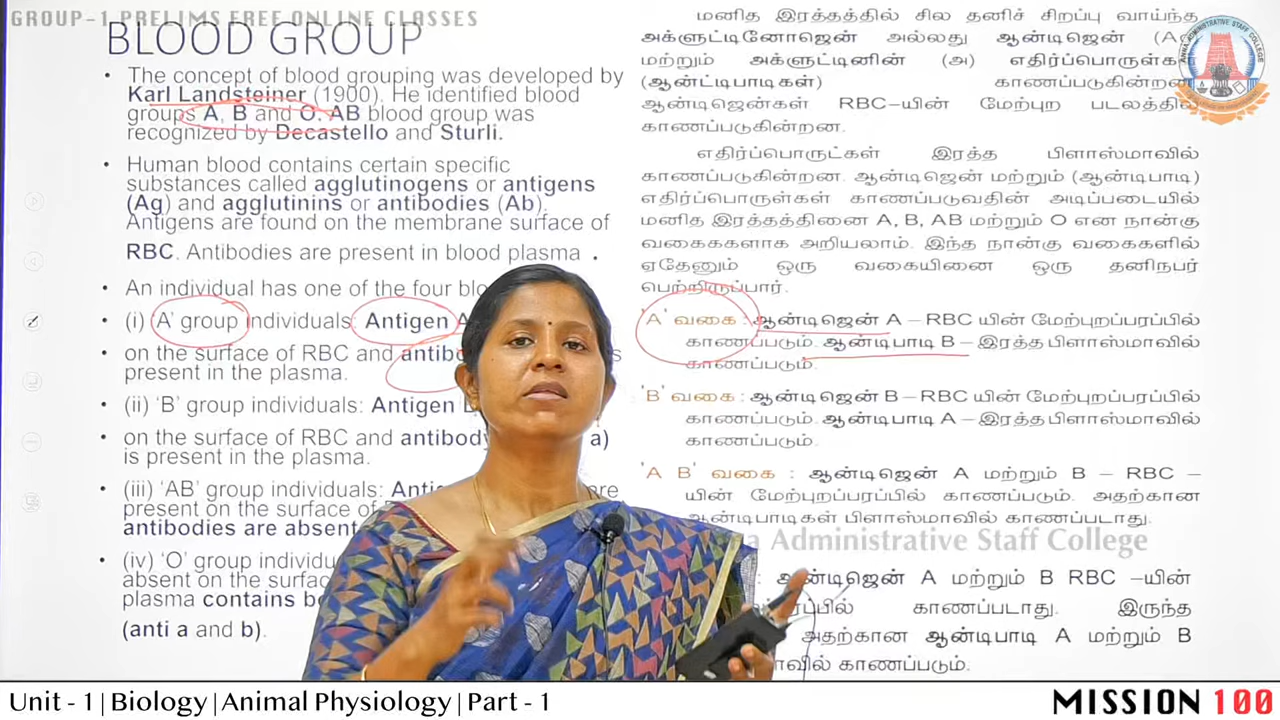 GROUP-1 PRELIMS FREE ONLINE CLASSES
BLOOD GROUP
• The concept of blood grouping was developed by
Karl Landsteiner (1900). He identified blood
groups A, B and O. AB blood group was
recognized by Decastello and Sturli.
• Human blood contains certain specific
substances called agglutinogens or antigens
(Ag) and agglutinins or antibodies (Ab).
Antigens are found on the membrane surface of
RBC. Antibodies are present in blood plasma .
• An individual has one of the four
• (i) A' group individuals: Antigen
• on the surface of RBC and
present in the plasma.
• (ii) ‘B’ group individuals: Antigen
• on the surface of RBC and antibody a)
is present in the plasma.
• (iii) ‘AB’ group individuals: are
present on the surface of
antibodies are absent
• (iv) ‘O’ group
absent on the
plasma contains
(anti a and b).
மனித இரத்தத்தில் சில தனிச் சிறப்பு வாய்ந்த
அக்ளுட்டினோஜென் அல்லது ஆன்டிஜென்
மற்றும் அக்ளுட்டினின் (அ)
(ஆன்ட்டிபாடிகள்)
ஆன்டிஜென்கள் RBC-யின் மேற்புற படலத்தில்
காணப்படுகின்றன.
எதிர்ப்பொருட்கள் இரத்த பிளாஸ்மாவில்
காணப்படுகின்றன. ஆன்டிஜென் மற்றும் (ஆன்டிபாடி)
எதிர்ப்பொருள்கள் காணப்படுவதின் அடிப்படையில்
மனித இரத்தத்தினை A, B, AB மற்றும் O என நான்கு
வகைககளாக அறியலாம். இந்த நான்கு வகைகளில்
ஏதேனும் ஒரு வகையினை ஒரு தனிநபர்
பெற்றிருப்பார்.
'A' வகை : ஆன்டிஜென் A – RBC யின் மேற்புறப்பரப்பில்
காணப்படும். ஆன்டிபாடி B – இரத்த பிளாஸ்மாவில்
காணப்படும்.
'B' வகை : ஆன்டிஜென் B – RBC யின் மேற்புறப்பரப்பில்
காணப்படும். ஆன்டிபாடி A – இரத்த பிளாஸ்மாவில்
காணப்படும்.
'A B' வகை : ஆன்டிஜென் A மற்றும் B – RBC –
யின் மேற்புறப்பரப்பில் காணப்படும். அதற்கான
ஆன்டிபாடிகள் பிளாஸ்மாவில் காணப்படாது.
Administrative Staff College
: ஆன்டிஜென் A மற்றும் B RBC –யின்
காணப்படாது. இருந்த
அதற்கான ஆன்டிபாடி A மற்றும் B
காணப்படும்.
Unit - 1 | Biology | Animal Physiology | Part - 1
MISSION 100